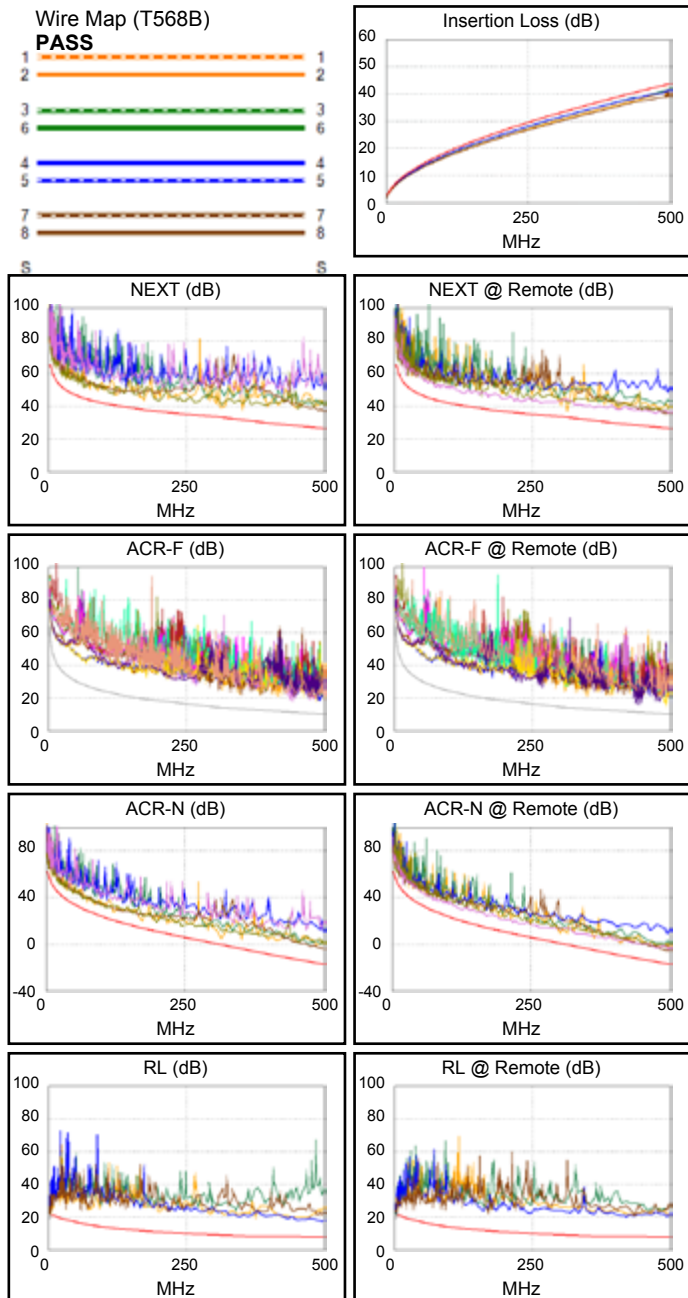 Wire Map (T568B)
PASS
1 1
2 2
3 3
6 6
4 4
5 5
7 7
8 8
S S
Insertion Loss (dB)
60
50
40
30
20
10
0
0 250 500
MHz
NEXT (dB)
100
80
60
40
20
0
0 250 500
MHz
NEXT @ Remote (dB)
100
80
60
40
20
0
0 250 500
MHz
ACR-F (dB)
100
80
60
40
20
0
0 250 500
MHz
ACR-F @ Remote (dB)
100
80
60
40
20
0
0 250 500
MHz
ACR-N (dB)
80
40
0
-40
0 250 500
MHz
ACR-N @ Remote (dB)
80
40
0
-40
0 250 500
MHz
RL (dB)
100
80
60
40
20
0
0 250 500
MHz
RL @ Remote (dB)
100
80
60
40
20
0
0 250 500
MHz